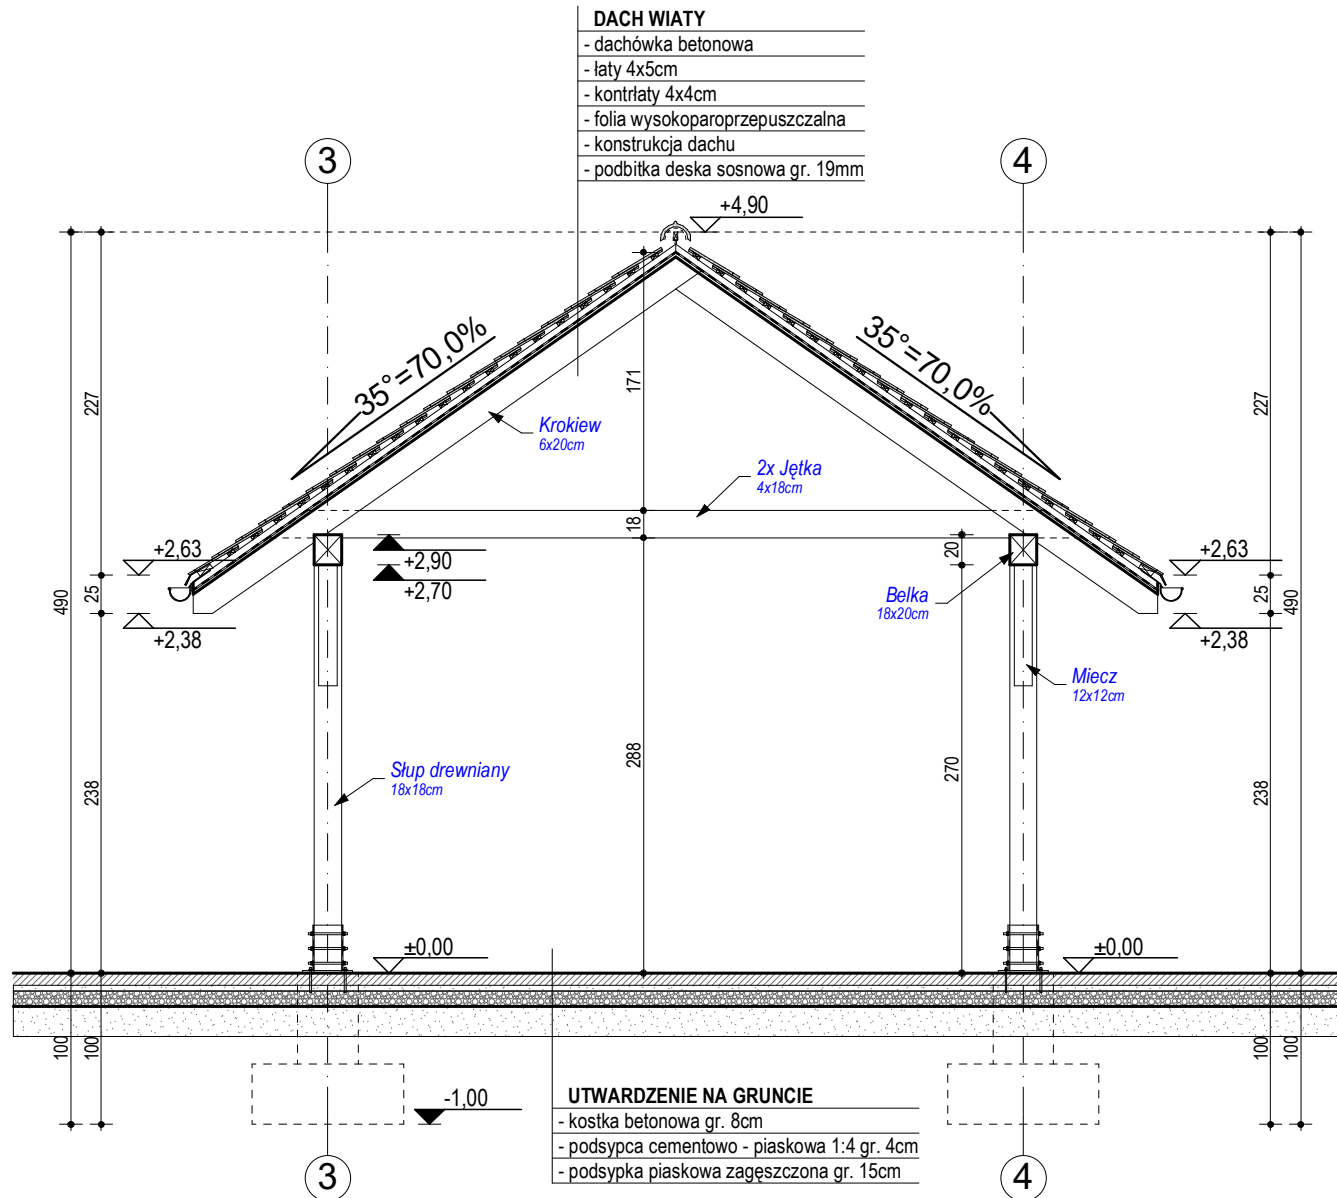 DACH WIATY
- dachówka betonowa
- łaty 4x5cm
- kontrłaty 4x4cm
- folia wysokoparoprzepuszczalna
- konstrukcja dachu
- podbitka deska sosnowa gr. 19mm
3
4
+4,90
35°=70,0%
35°=70,0%
227
171
227
Krokiew
6x20cm
2x Jętka
4x18cm
18
20
+2,63
+2,90
+2,70
+2,63
490
25
25
490
+2,38
+2,38
Belka
18x20cm
Miecz
12x12cm
Słup drewniany
18x18cm
238
288
270
238
±0,00
±0,00
100
100
100
100
-1,00
UTWARDZENIE NA GRUNCIE
- kostka betonowa gr. 8cm
- podsypca cementowo - piaskowa 1:4 gr. 4cm
- podsypka piaskowa zagęszczona gr. 15cm
3
4